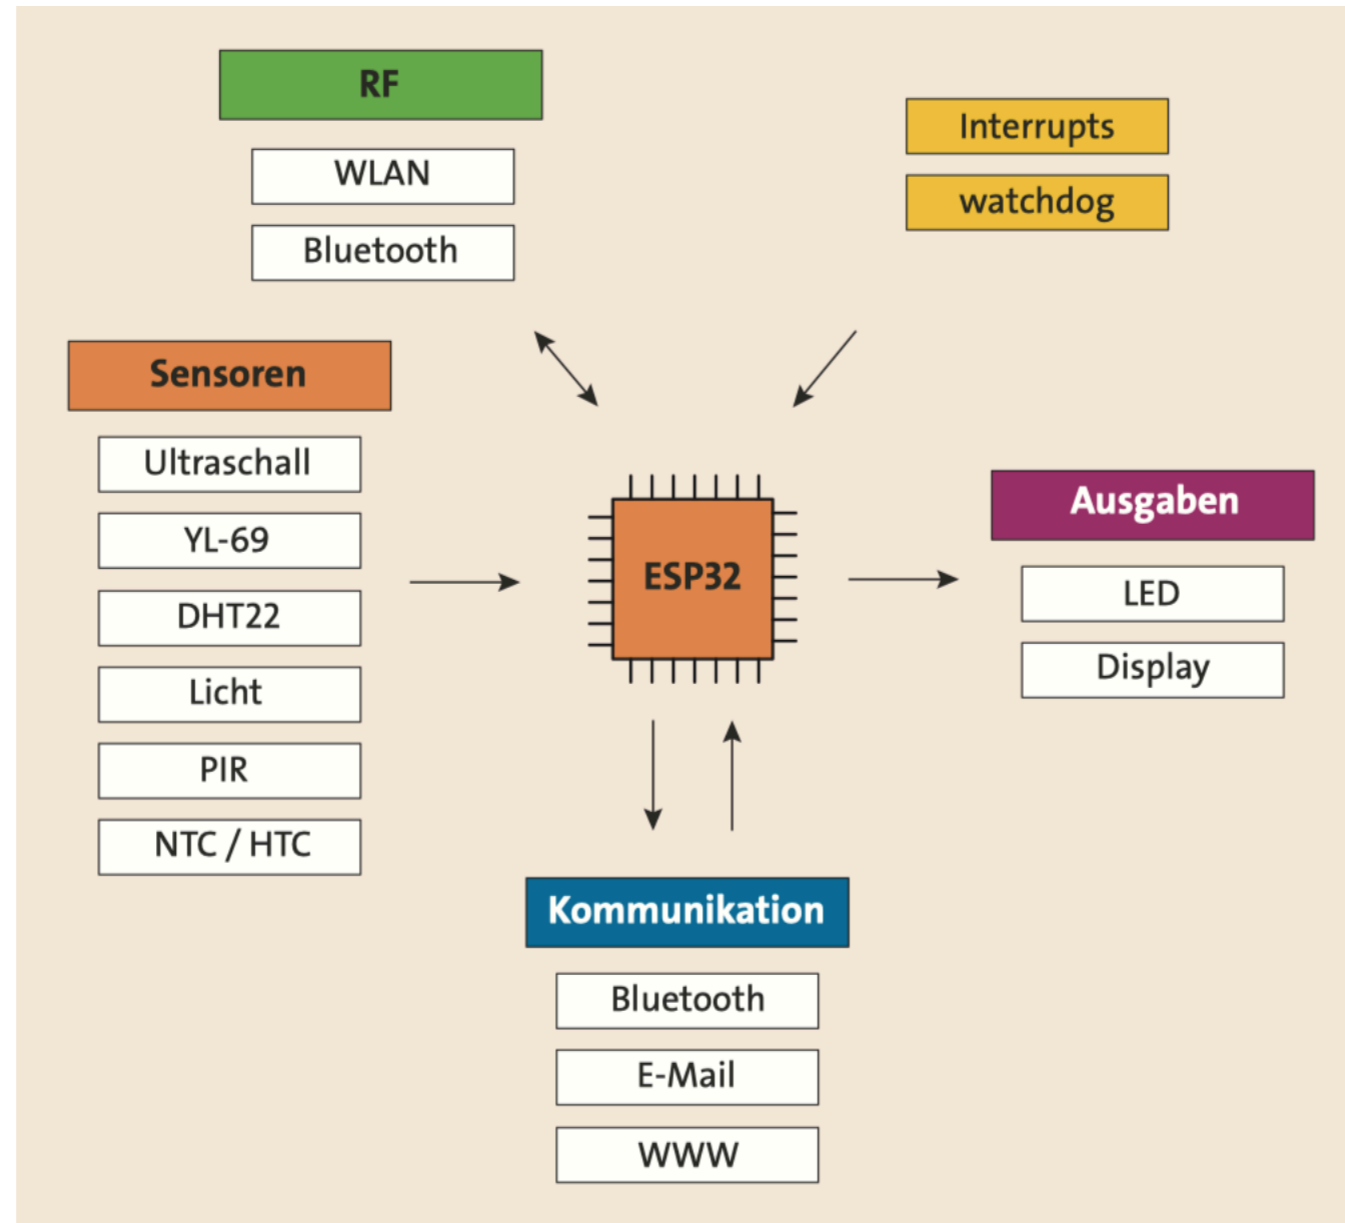 RF
WLAN
Bluetooth
Interrupts
watchdog
Sensoren
Ultraschall
YL-69
DHT22
Licht
PIR
NTC / HTC
ESP32
Ausgaben
LED
Display
Kommunikation
Bluetooth
E-Mail
WWW